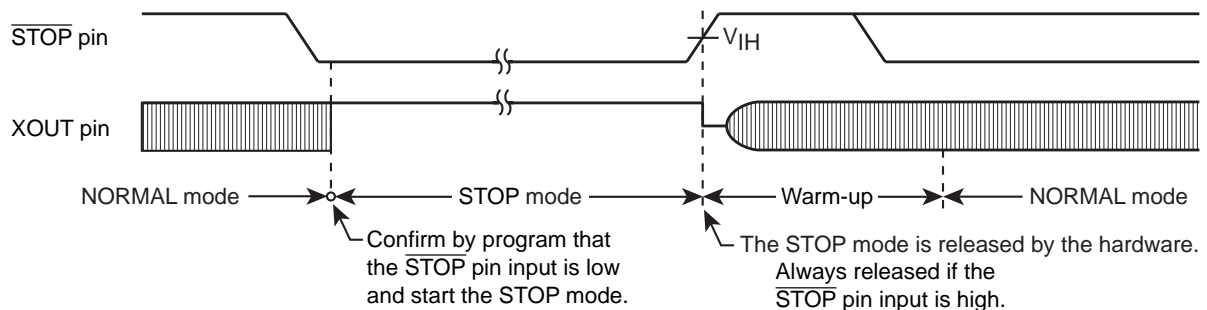 STOP pin
VIH
XOUT pin
NORMAL mode
STOP mode
Warm-up
NORMAL mode
Confirm by program that
the STOP pin input is low
and start the STOP mode.
The STOP mode is released by the hardware.
Always released if the
STOP pin input is high.